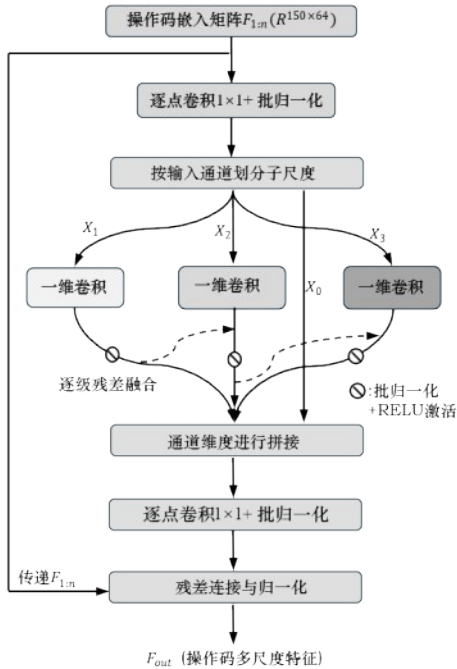 操作码嵌入矩阵F1:n(R^150×64)
逐点卷积1×1+批归一化
按输入通道划分子尺度
X1
X2
X3
X0
一维卷积
一维卷积
一维卷积
逐级残差融合
:批归一化
+RELU激活
通道维度进行拼接
逐点卷积1×1+批归一化
传递F1:n
残差连接与归一化
Fout (操作码多尺度特征)